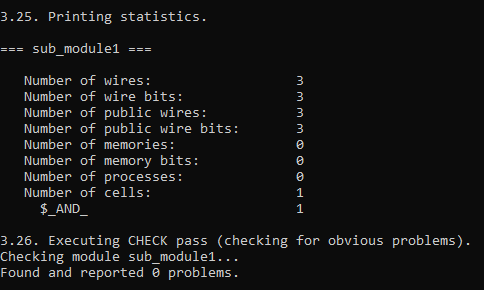 3.25. Printing statistics.
=== sub_module1 ===
Number of wires: 3
Number of wire bits: 3
Number of public wires: 3
Number of public wire bits: 3
Number of memories: 0
Number of memory bits: 0
Number of processes: 0
Number of cells: 1
$_AND_ 1
3.26. Executing CHECK pass (checking for obvious problems).
Checking module sub_module1...
Found and reported 0 problems.